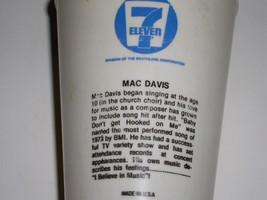 7
ELEVEN
DIVISION OF THE SOUTHLAND CORPORATION
MAC DAVIS
Mac Davis began singing at the age
10 (in the church choir) and his love
for music as a composer has grown
to include song hit after hit. "Baby
Don't get Hooked on Me" was
named the most performed song of
1973 by BMI. He has had a success-
ful TV variety show and has set
attendance records at concert
appearances. His own music de-
scribes his feelings...
"I Believe in Music"!
MADE IN U.S.A